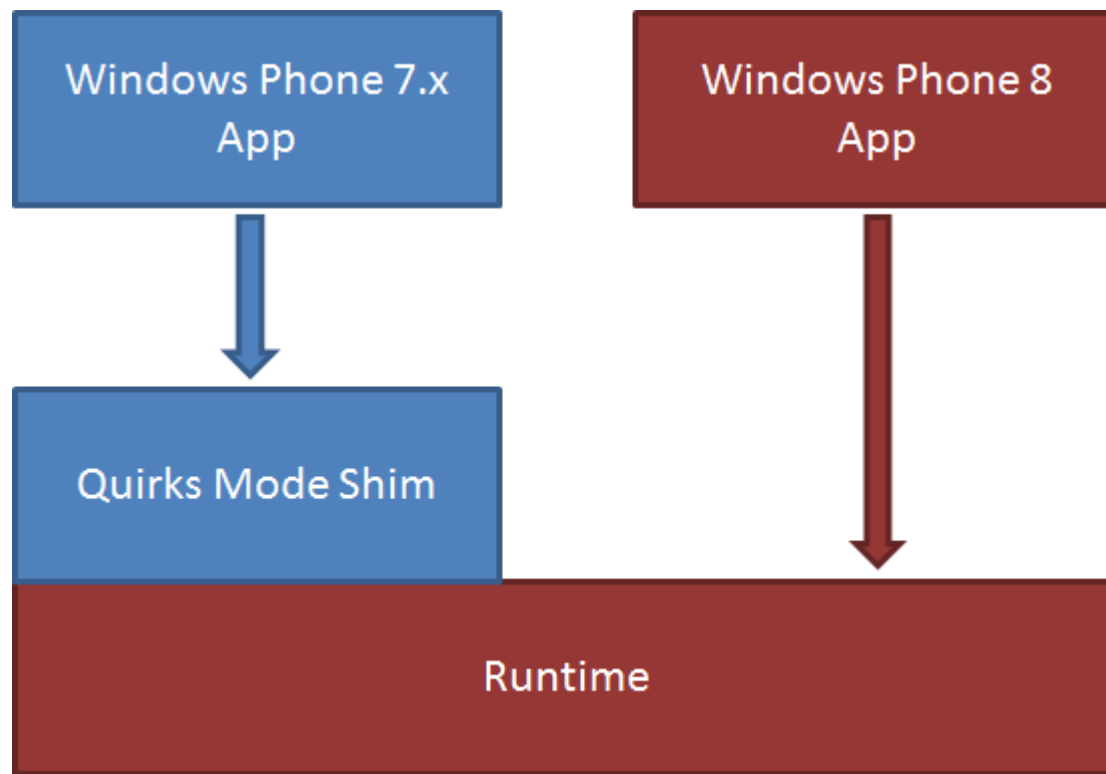 Windows Phone 7.x
App
Windows Phone 8
App
Quirks Mode Shim
Runtime